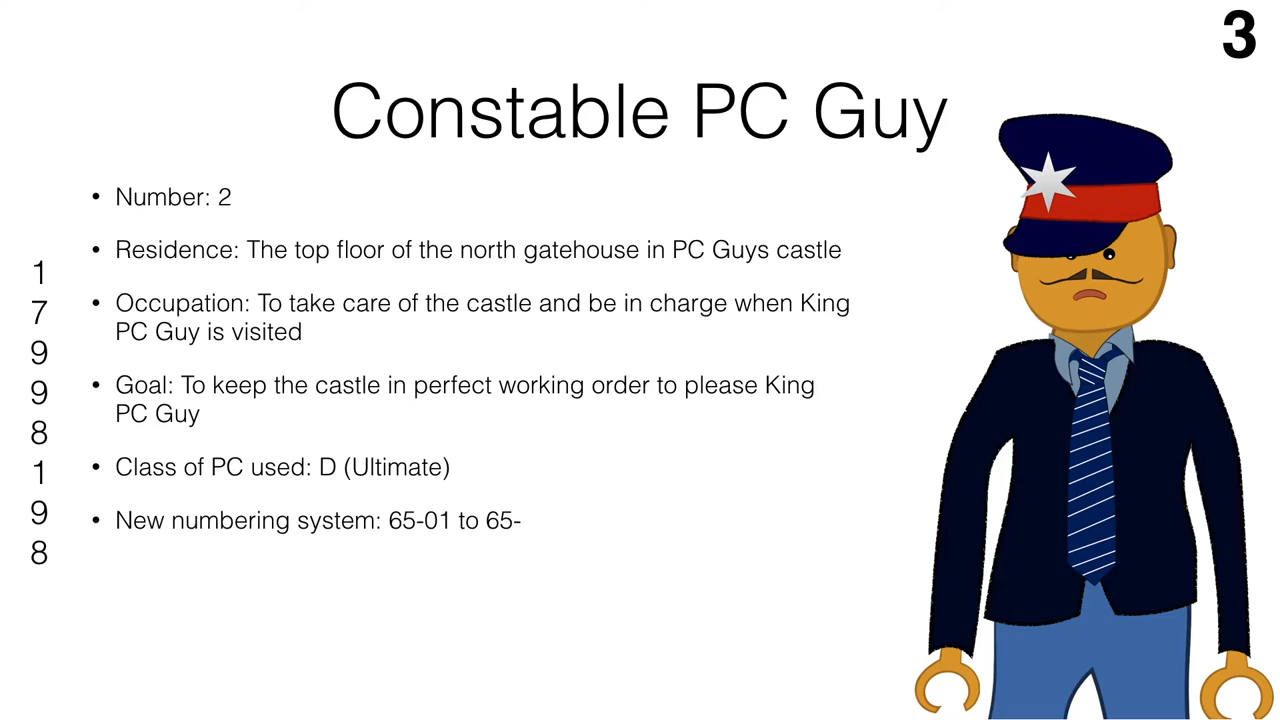 3
Constable PC Guy
• Number: 2
• Residence: The top floor of the north gatehouse in PC Guys castle
• Occupation: To take care of the castle and be in charge when King
PC Guy is visited
• Goal: To keep the castle in perfect working order to please King
PC Guy
• Class of PC used: D (Ultimate)
• New numbering system: 65-01 to 65-
1
7
9
9
8
1
9
8